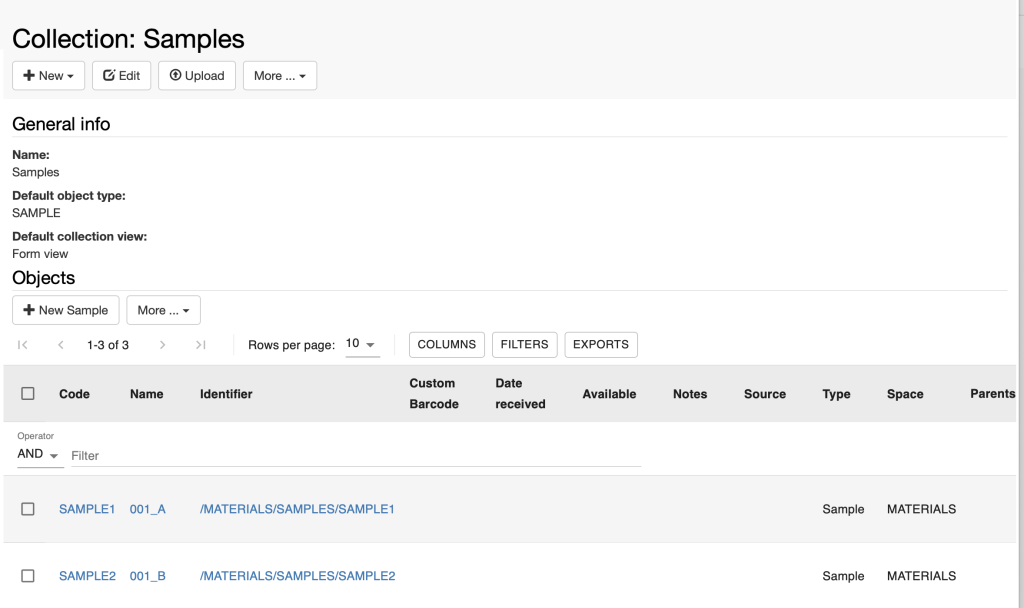 Collection: Samples
New Edit Upload More ...
General info
Name:
Samples
Default object type:
SAMPLE
Default collection view:
Form view
Objects
New Sample More ...
1-3 of 3 Rows per page: 10 COLUMNS FILTERS EXPORTS
Code Name Identifier Custom Barcode Date received Available Notes Source Type Space Parents
Operator
AND Filter
SAMPLE1 001_A /MATERIALS/SAMPLES/SAMPLE1 Sample MATERIALS
SAMPLE2 001_B /MATERIALS/SAMPLES/SAMPLE2 Sample MATERIALS